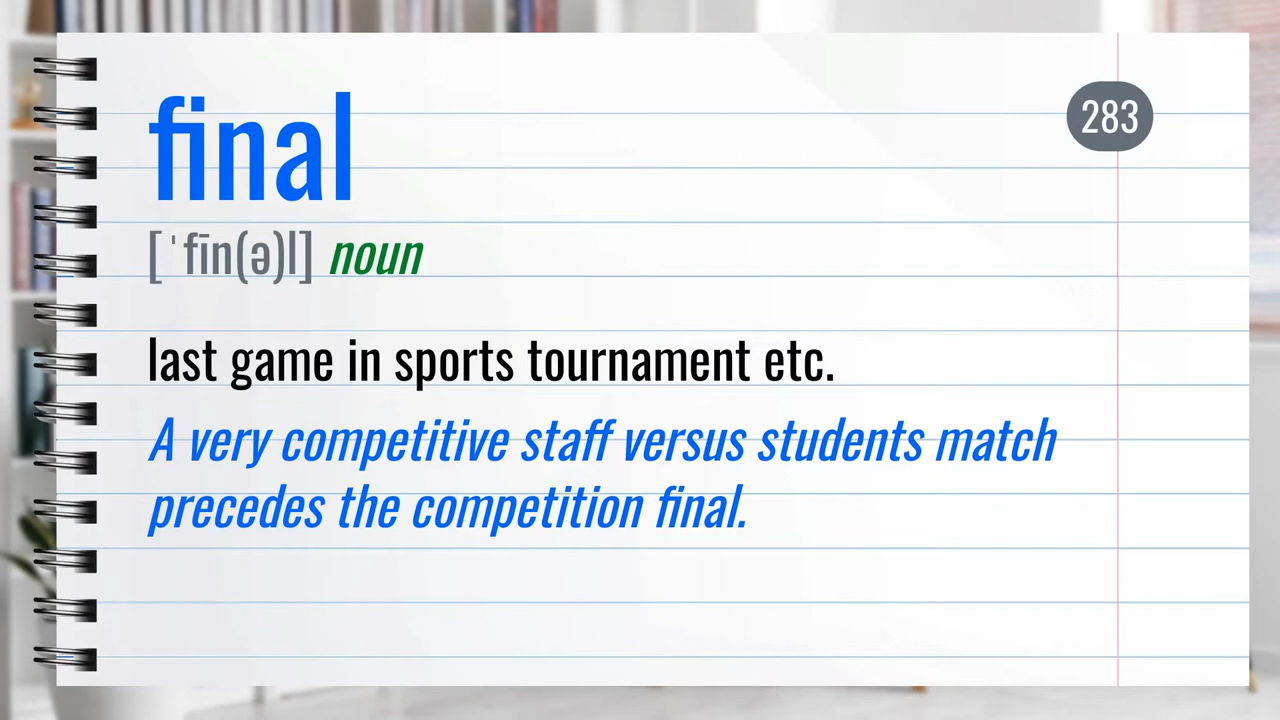 final
283
[ˈfīn(ə)l] noun
last game in sports tournament etc.
A very competitive staff versus students match
precedes the competition final.